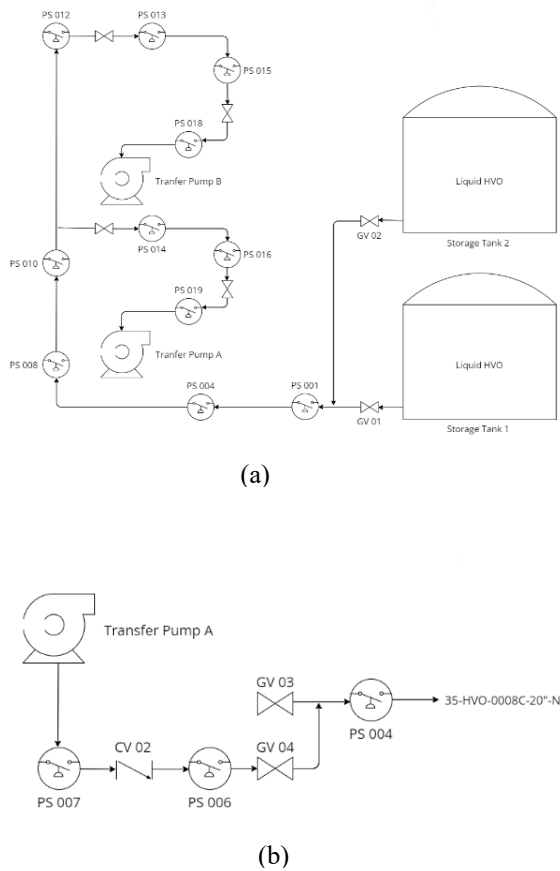 PS 012
PS 013
PS 015
PS 018
Tranfer Pump B
Liquid HVO
GV 02
Storage Tank 2
PS 010
PS 014
PS 016
PS 019
Tranfer Pump A
PS 008
PS 004
PS 001
GV 01
Liquid HVO
Storage Tank 1
(a)
Transfer Pump A
GV 03
35-HVO-0008C-20"-N
PS 004
CV 02
GV 04
PS 007
PS 006
(b)